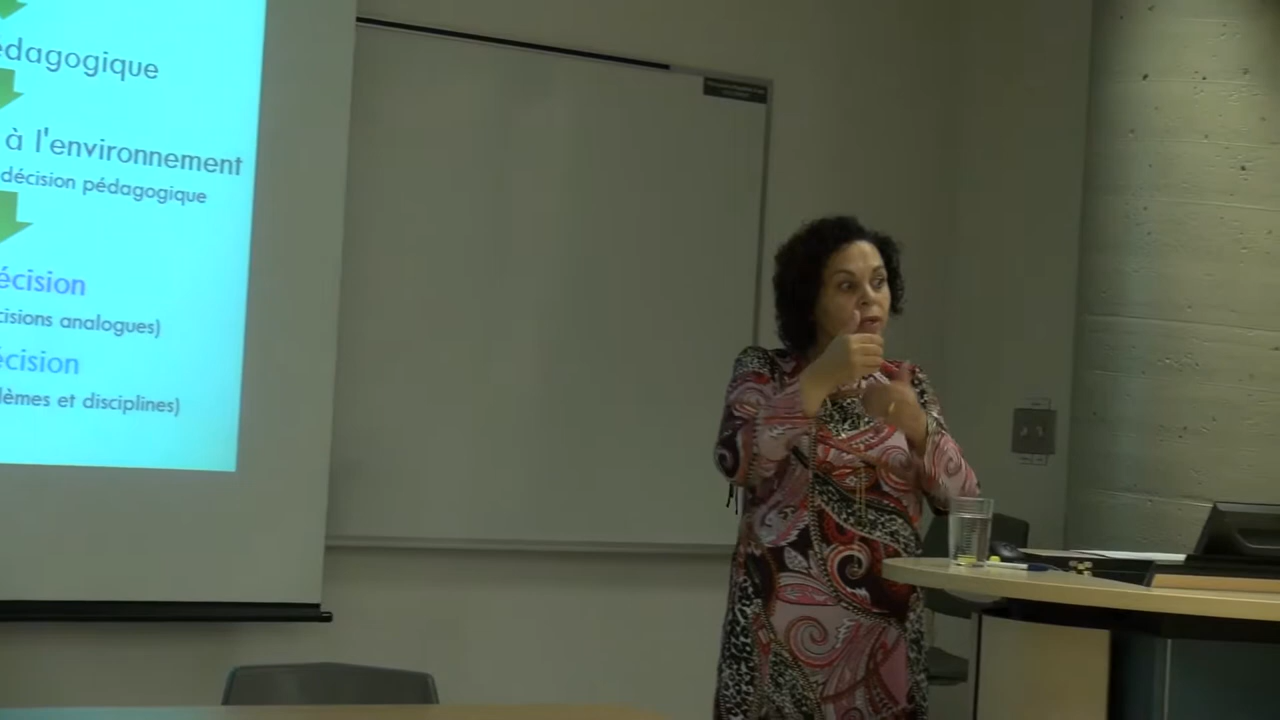 édagogique
à l'environnement
décision pédagogique
écision
cisions analogues)
écision
lèmes et disciplines)